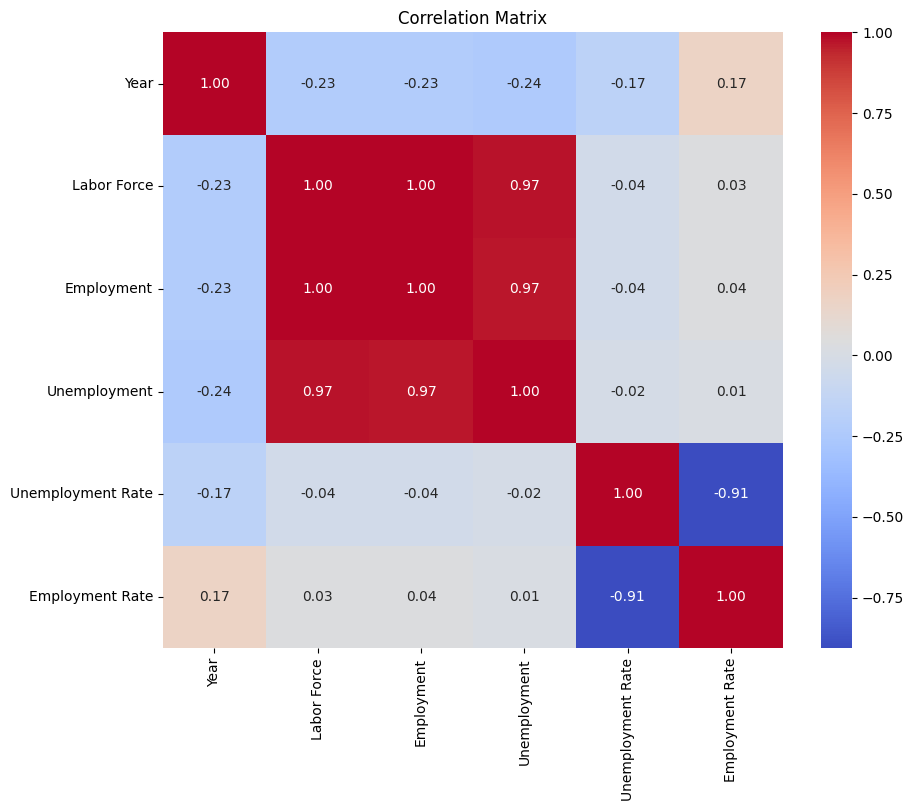 Correlation Matrix
Year 1.00 -0.23 -0.23 -0.24 -0.17 0.17
Labor Force -0.23 1.00 1.00 0.97 -0.04 0.03
Employment -0.23 1.00 1.00 0.97 -0.04 0.04
Unemployment -0.24 0.97 0.97 1.00 -0.02 0.01
Unemployment Rate -0.17 -0.04 -0.04 -0.02 1.00 -0.91
Employment Rate 0.17 0.03 0.04 0.01 -0.91 1.00
Year
Labor Force
Employment
Unemployment
Unemployment Rate
Employment Rate
1.00
0.75
0.50
0.25
0.00
−0.25
−0.50
−0.75